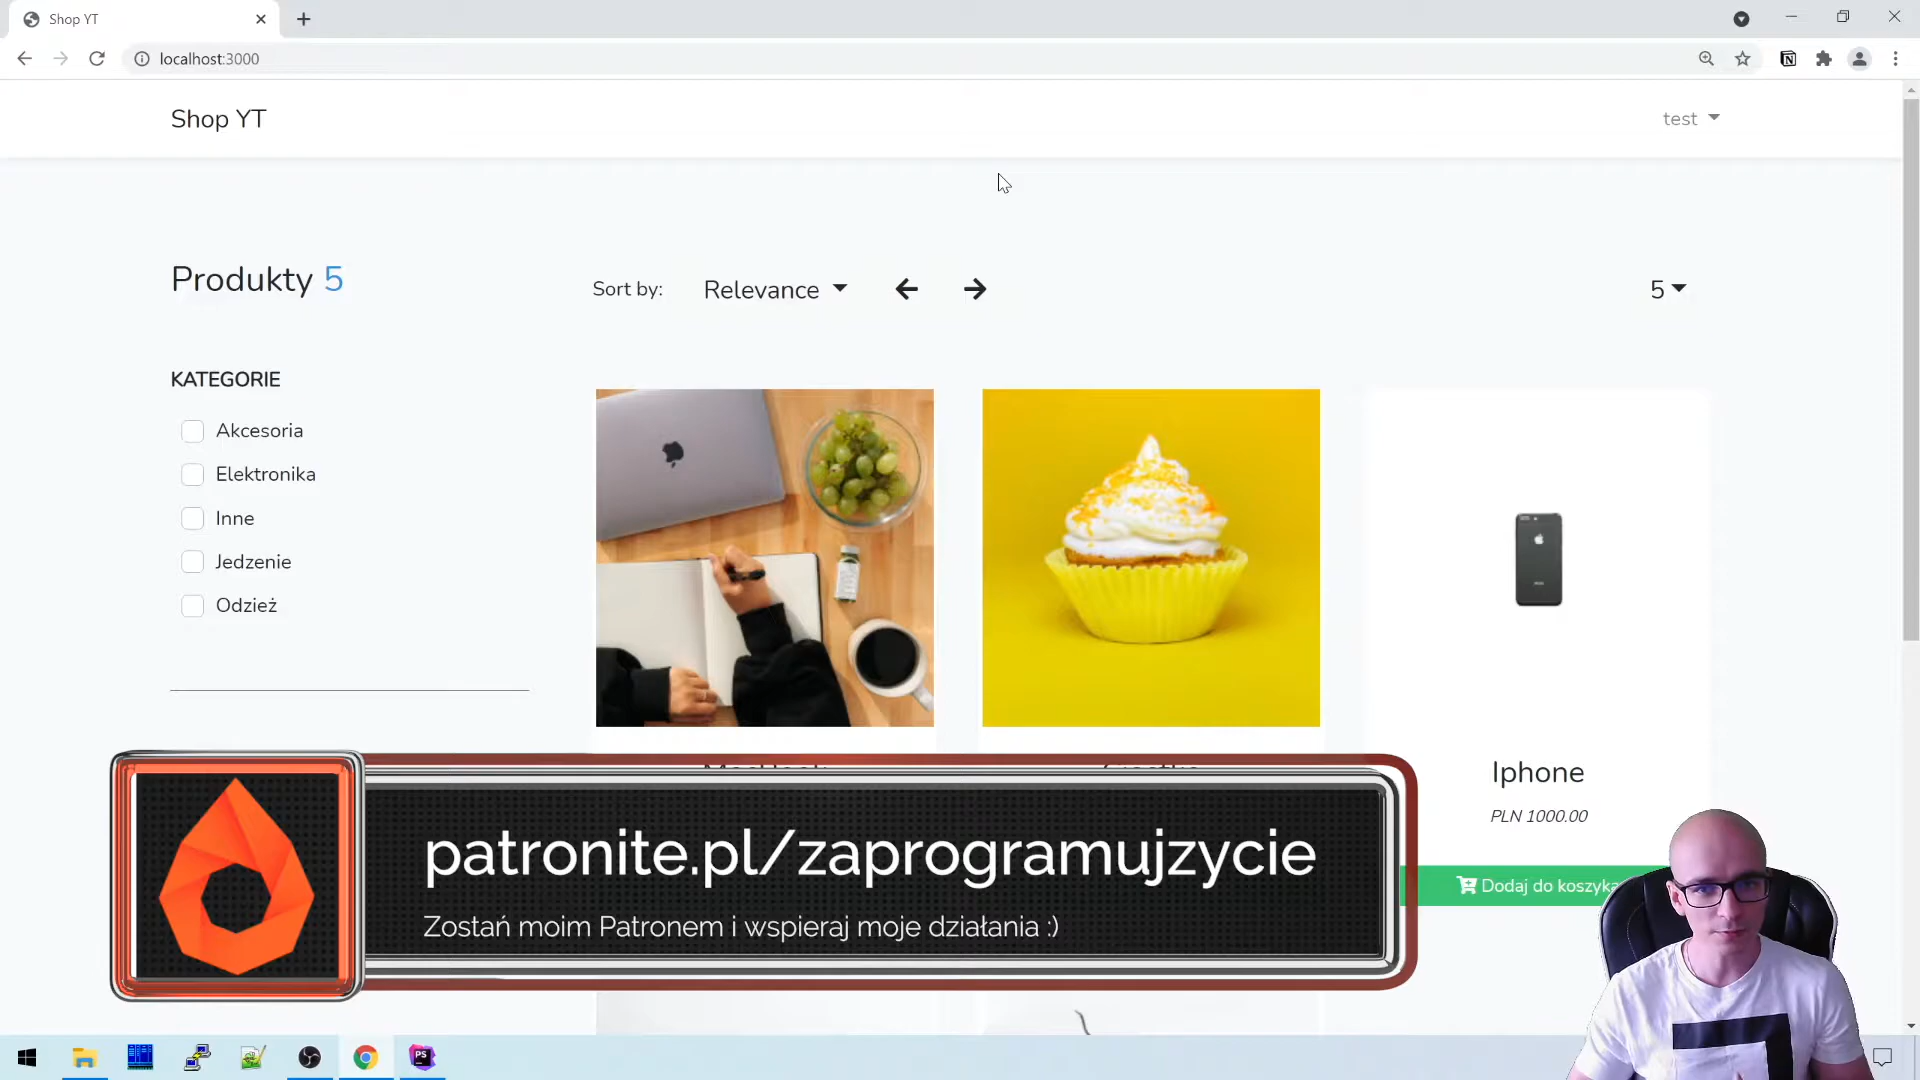 Shop YT
localhost:3000
Shop YT
test
Produkty 5
Sort by:
Relevance
5
KATEGORIE
Akcesoria
Elektronika
Inne
Jedzenie
Odzież
Iphone
PLN 1000.00
Dodaj do koszyka
patronite.pl/zaprogramujzycie
Zostań moim Patronem i wspieraj moje działania :)
PS